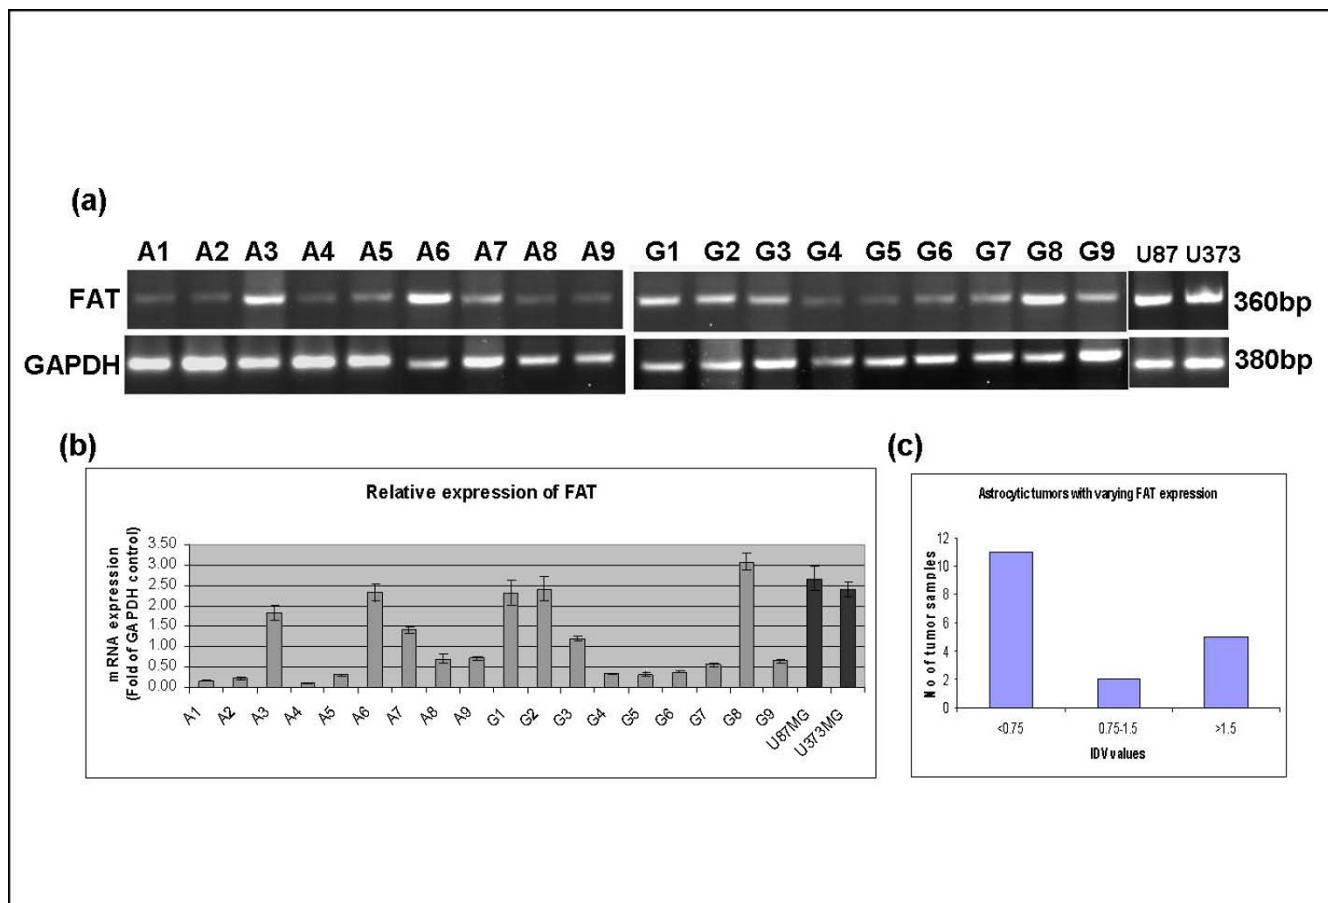 (a)
A1 A2 A3 A4 A5 A6 A7 A8 A9 G1 G2 G3 G4 G5 G6 G7 G8 G9 U87 U373
FAT 360bp
GAPDH 380bp
(b)
Relative expression of FAT
mRNA expression
(Fold of GAPDH control)
3.50
3.00
2.50
2.00
1.50
1.00
0.50
0.00
A1 A2 A3 A4 A5 A6 A7 A8 A9 G1 G2 G3 G4 G5 G6 G7 G8 G9 U87MG U373MG
(c)
Astrocytic tumors with varying FAT expression
No of tumor samples
12
10
8
6
4
2
0
<0.75 0.75-1.5 >1.5
IDV values